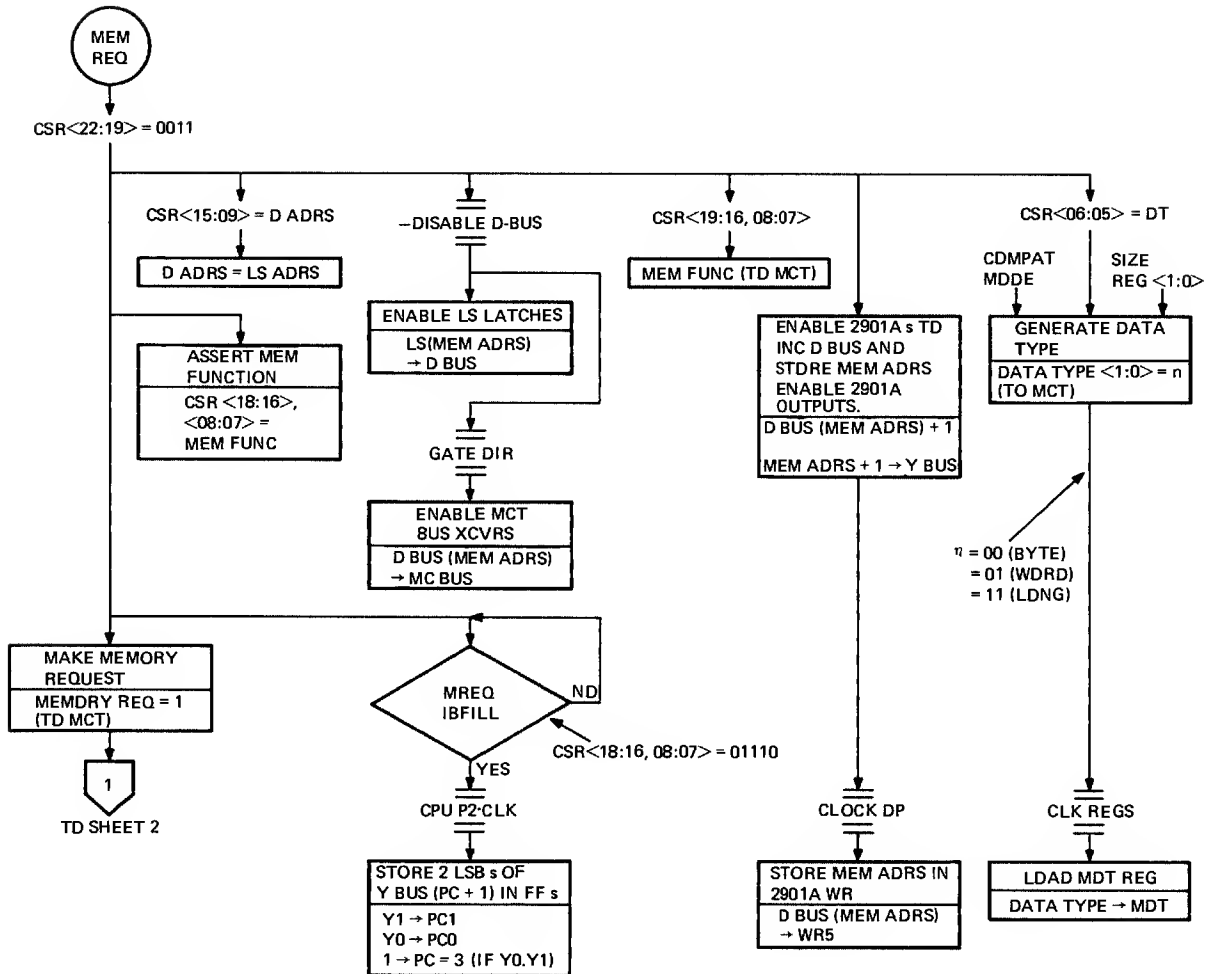 MEM
REQ
CSR<22:19> = 0011
CSR<15:09> = D ADRS
D ADRS = LS ADRS
ASSERT MEM
FUNCTION
CSR <18:16>,
<08:07> =
MEM FUNC
–DISABLE D-BUS
ENABLE LS LATCHES
LS(MEM ADRS)
→ D BUS
GATE DIR
ENABLE MCT
8US XCVRS
D BUS (MEM ADRS)
→ MC BUS
CSR<19:16, 08:07>
MEM FUNC (TD MCT)
ENABLE 2901A s TD
INC D BUS AND
STDRE MEM ADRS
ENABLE 2901A
OUTPUTS.
D BUS (MEM ADRS) + 1
MEM ADRS + 1 → Y BUS
CSR<06:05> = DT
CDMPAT
MDDE
SIZE
REG <1:0>
GENERATE DATA
TYPE
DATA TYPE <1:0> = n
(TO MCT)
η = 00 (BYTE)
= 01 (WDRD)
= 11 (LDNG)
MAKE MEMORY
REQUEST
MEMDRY REQ = 1
(TD MCT)
1
TD SHEET 2
MREQ
IBFILL
ND
CSR<18:16, 08:07> = 01110
YES
CPU P2·CLK
STORE 2 LSB s OF
Y BUS (PC + 1) IN FF s
Y1 → PC1
Y0 → PC0
1 → PC = 3 (IF Y0.Y1)
CLOCK DP
STORE MEM ADRS IN
2901A WR
D BUS (MEM ADRS)
→ WR5
CLK REGS
LDAD MDT REG
DATA TYPE → MDT